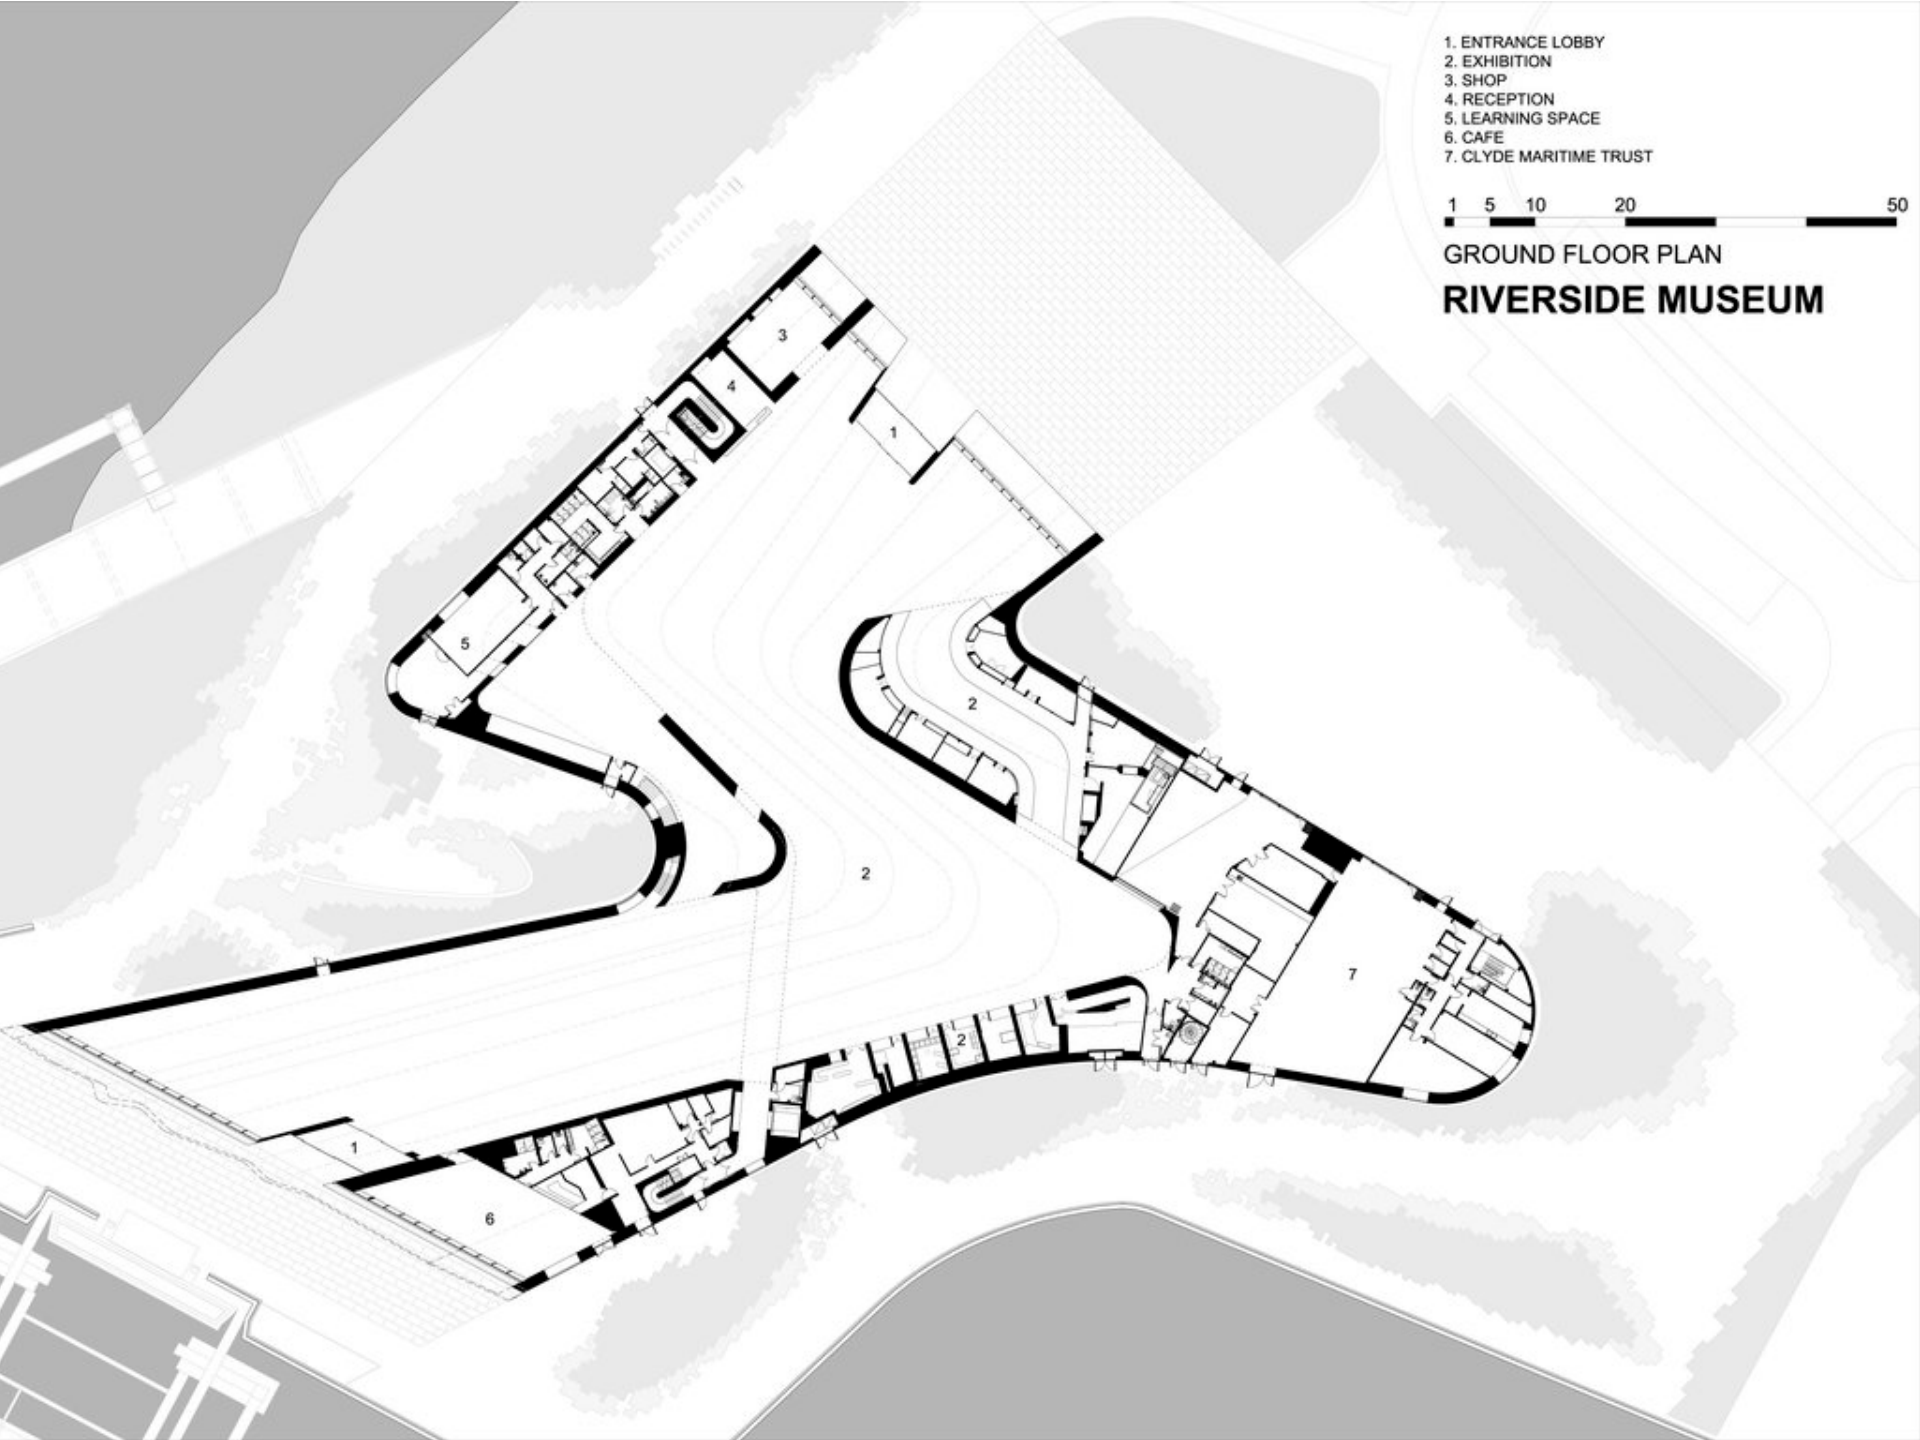 1. ENTRANCE LOBBY
2. EXHIBITION
3. SHOP
4. RECEPTION
5. LEARNING SPACE
6. CAFE
7. CLYDE MARITIME TRUST
1 5 10 20 50
GROUND FLOOR PLAN
RIVERSIDE MUSEUM
3
4
1
5
2
2
7
2
1
6